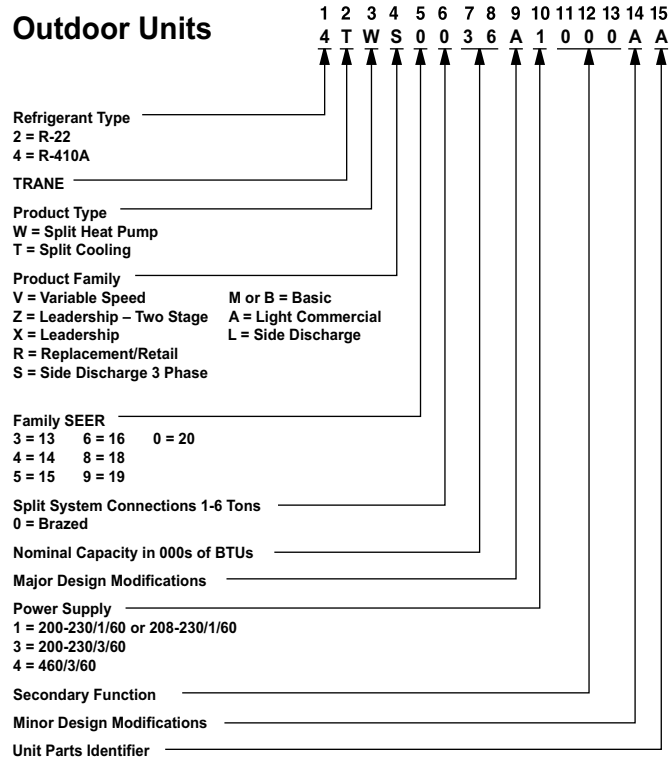 Outdoor Units
1 2 3 4 5 6 7 8 9 10 11 12 13 14 15
4 T W S 0 0 3 6 A 1 0 0 0 A A
Refrigerant Type
2 = R-22
4 = R-410A
TRANE
Product Type
W = Split Heat Pump
T = Split Cooling
Product Family
V = Variable Speed M or B = Basic
Z = Leadership – Two Stage A = Light Commercial
X = Leadership L = Side Discharge
R = Replacement/Retail
S = Side Discharge 3 Phase
Family SEER
3 = 13 6 = 16 0 = 20
4 = 14 8 = 18
5 = 15 9 = 19
Split System Connections 1-6 Tons
0 = Brazed
Nominal Capacity in 000s of BTUs
Major Design Modifications
Power Supply
1 = 200-230/1/60 or 208-230/1/60
3 = 200-230/3/60
4 = 460/3/60
Secondary Function
Minor Design Modifications
Unit Parts Identifier